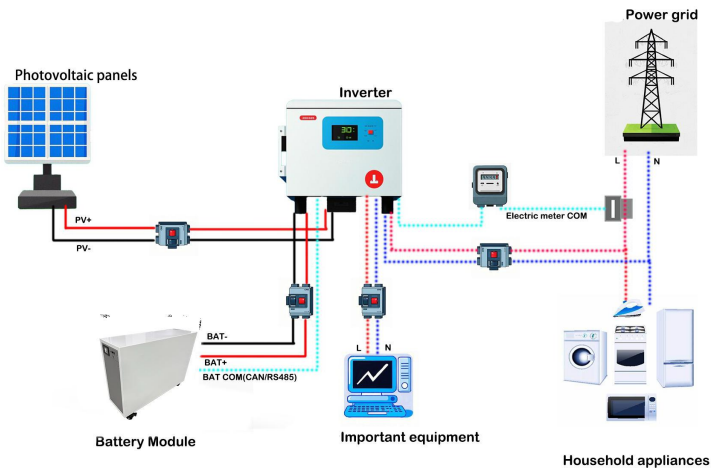 Power grid
Photovoltaic panels
Inverter
L
N
Electric meter COM
PV+
PV-
BAT-
BAT+
BAT COM(CAN/RS485)
L
N
Battery Module
Important equipment
Household appliances